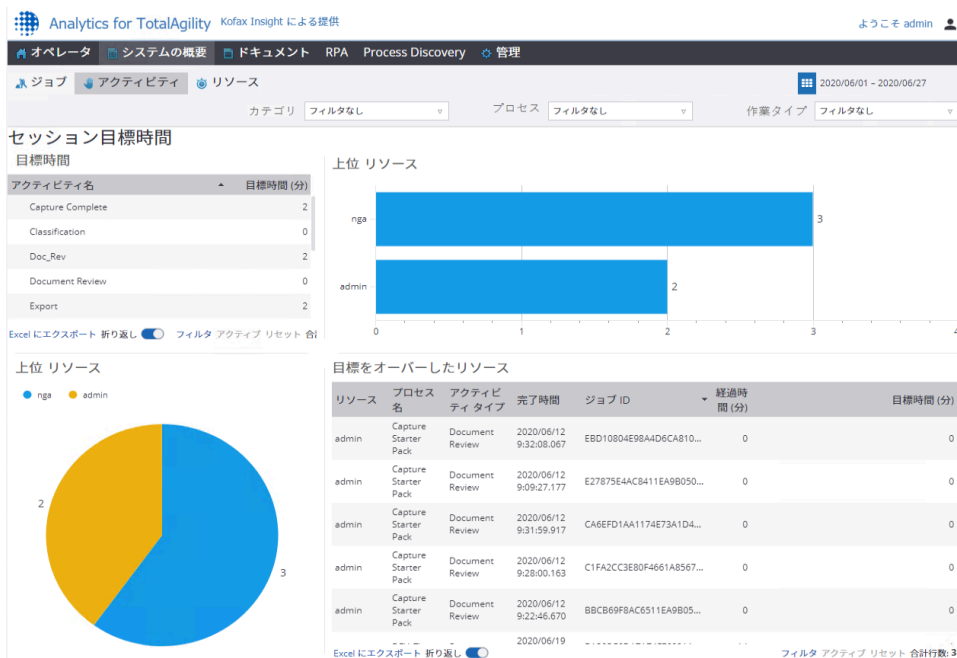 Analytics for TotalAgility Kofax Insight による提供
ようこそ admin
オペレータ システムの概要 ドキュメント RPA Process Discovery 管理
ジョブ アクティビティ リソース
2020/06/01 – 2020/06/27
カテゴリ フィルタなし プロセス フィルタなし 作業タイプ フィルタなし
セッション目標時間
目標時間
アクティビティ名 目標時間 (分)
Capture Complete 2
Classification 0
Doc_Rev 2
Document Review 0
Export 2
Excel にエクスポート 折り返し フィルタ アクティブ リセット
上位 リソース
nga 3
admin 2
0 1 2 3 4
上位 リソース
nga admin
2
3
目標をオーバーしたリソース
リソース プロセス名 アクティビティ タイプ 完了時間 ジョブ ID 経過時間 (分) 目標時間 (分)
admin Capture Starter Pack Document Review 2020/06/12 9:32:08.067 EBD10804E98A4D6CA810... 0 0
admin Capture Starter Pack Document Review 2020/06/12 9:09:27.177 E27875E4AC8411EA9B050... 0 0
admin Capture Starter Pack Document Review 2020/06/12 9:31:59.917 CA6EFD1AA1174E73A1D4... 0 0
admin Capture Starter Pack Document Review 2020/06/12 9:28:00.163 C1FA2CC3E80F4661A8567... 0 0
admin Capture Starter Pack Document Review 2020/06/12 9:22:46.670 BBCB69F8AC6511EA9B05... 0 0
2020/06/19
Excel にエクスポート 折り返し フィルタ アクティブ リセット 合計行数: 3